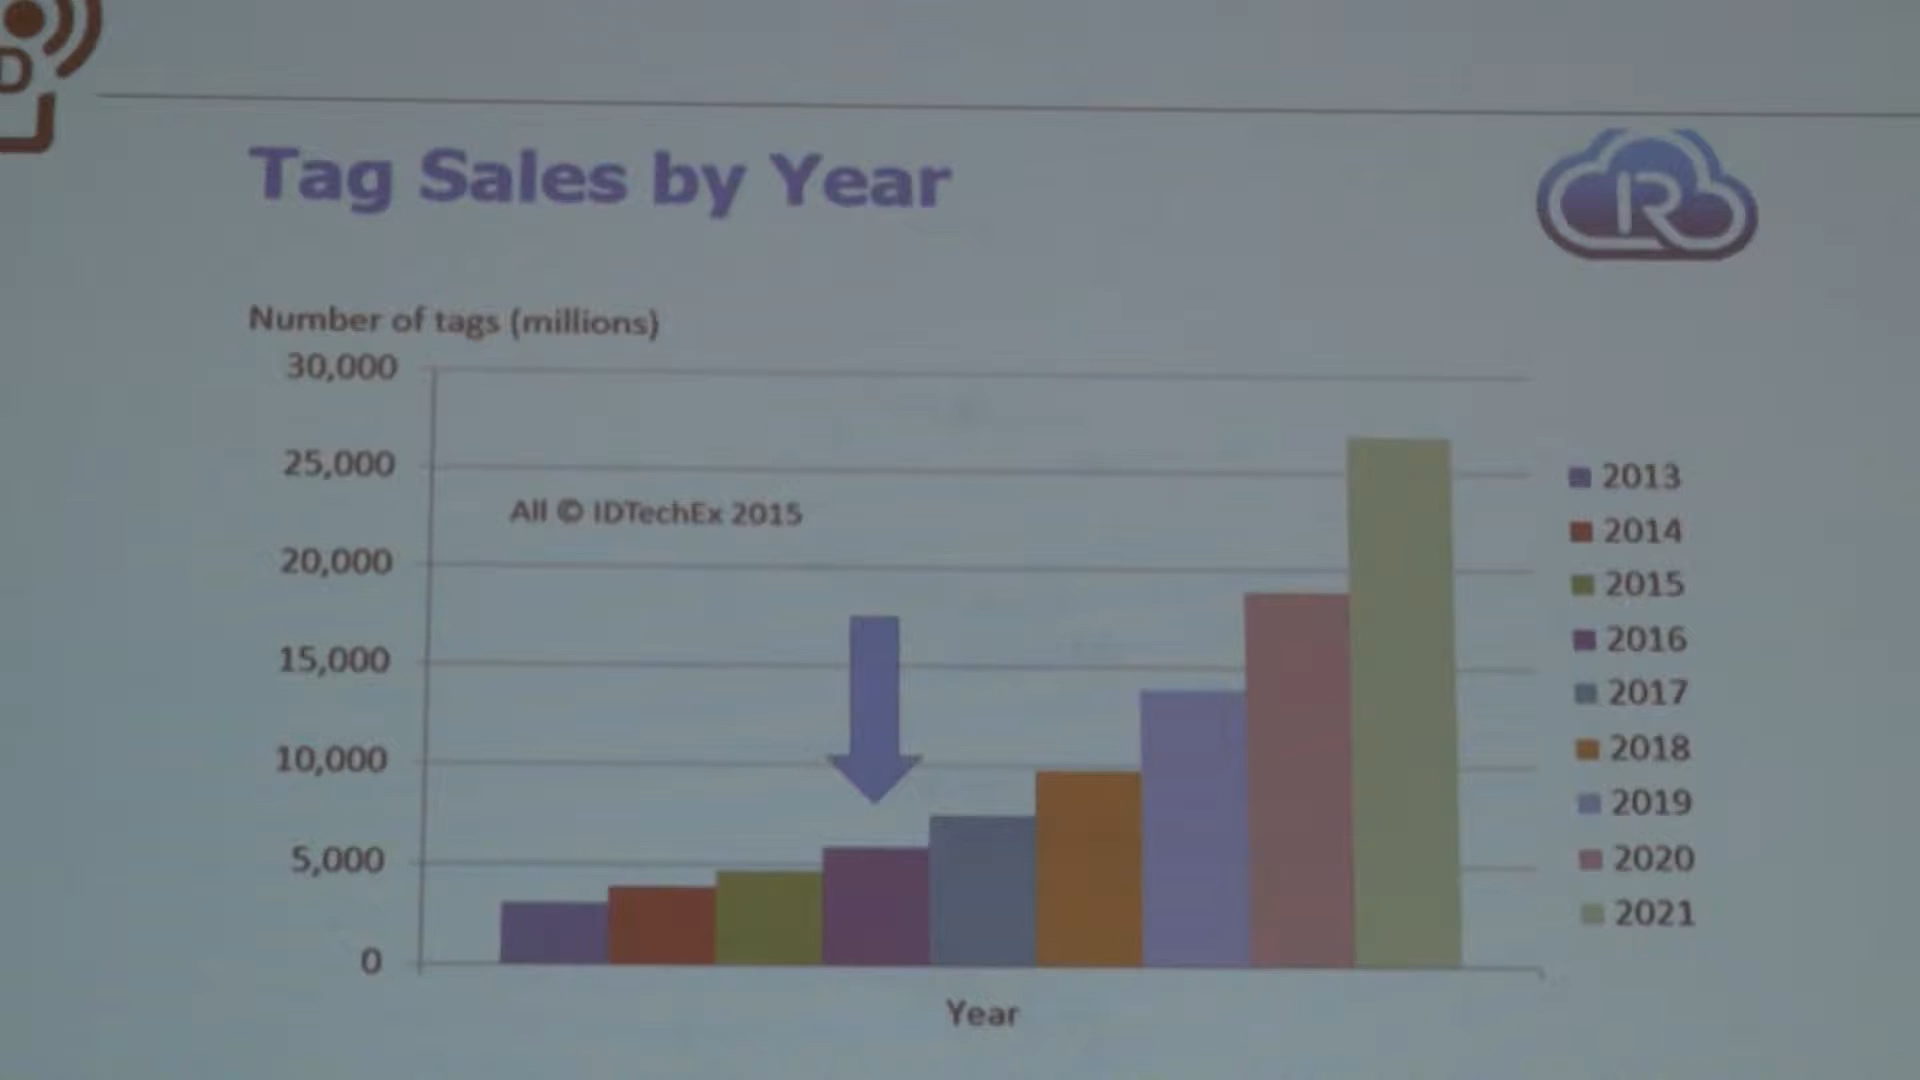 D
Tag Sales by Year
R
Number of tags (millions)
30,000
25,000
20,000
15,000
10,000
5,000
0
All © IDTechEx 2015
Year
2013
2014
2015
2016
2017
2018
2019
2020
2021